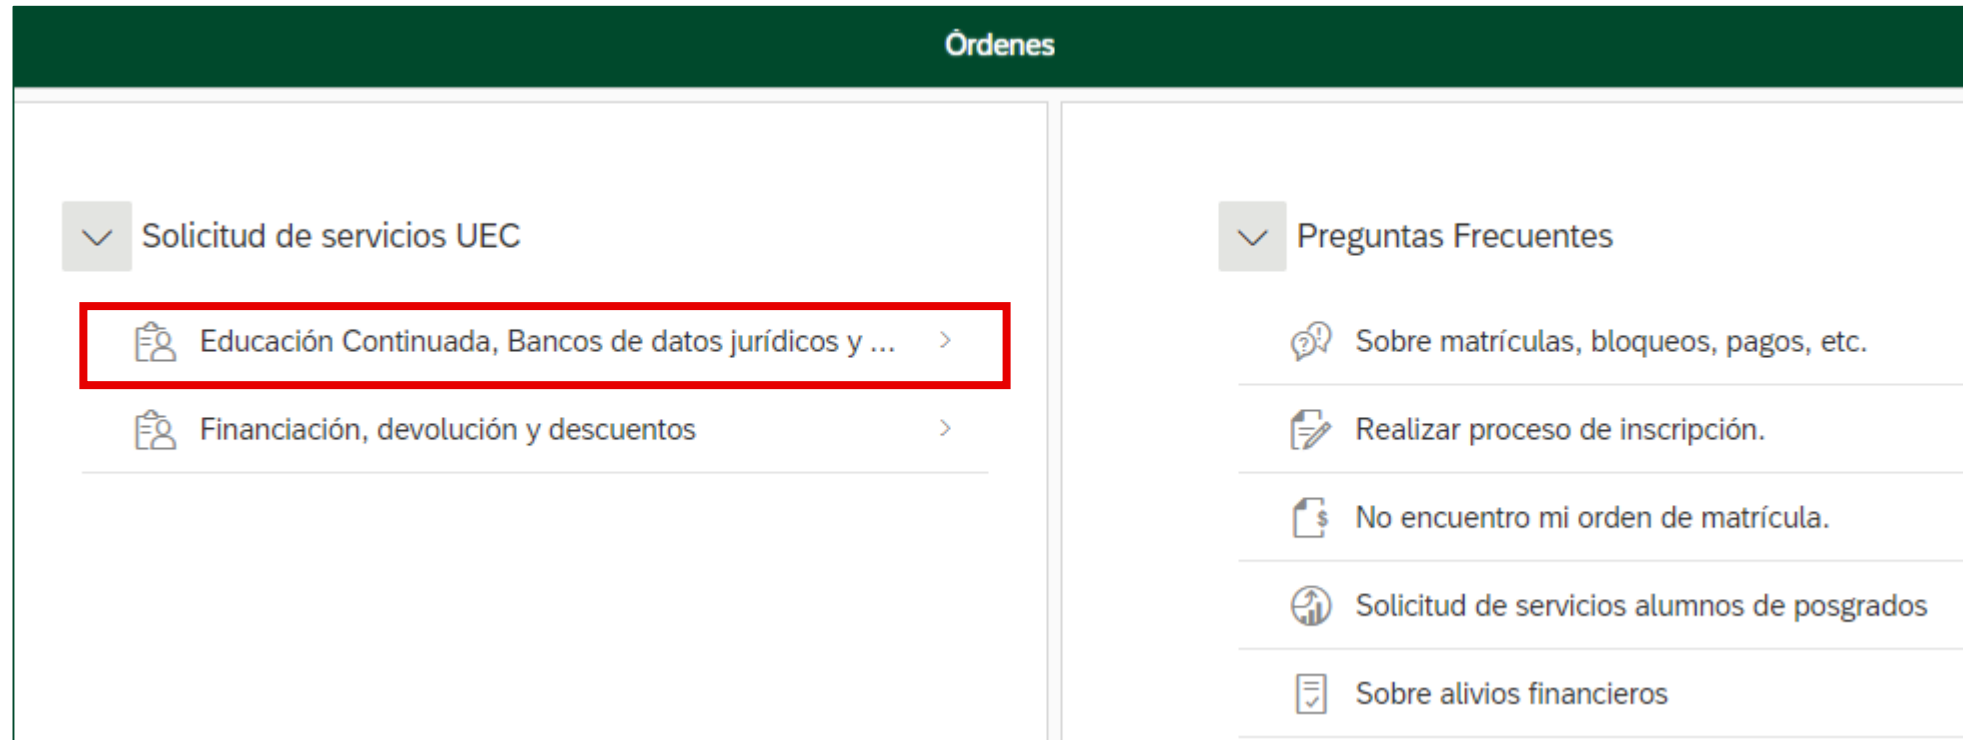 Órdenes
Solicitud de servicios UEC
Educación Continuada, Bancos de datos jurídicos y ...
Financiación, devolución y descuentos
Preguntas Frecuentes
Sobre matrículas, bloqueos, pagos, etc.
Realizar proceso de inscripción.
No encuentro mi orden de matrícula.
Solicitud de servicios alumnos de posgrados
Sobre alivios financieros